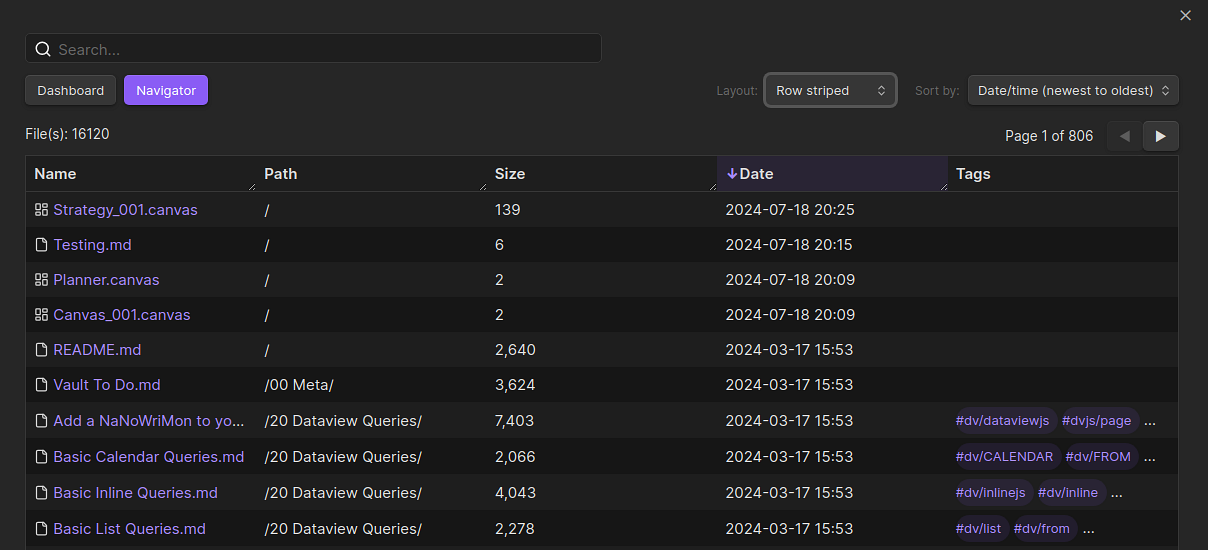 Search...
Dashboard Navigator Layout: Row striped Sort by: Date/time (newest to oldest)
File(s): 16120 Page 1 of 806
Name Path Size Date Tags
Strategy_001.canvas / 139 2024-07-18 20:25
Testing.md / 6 2024-07-18 20:15
Planner.canvas / 2 2024-07-18 20:09
Canvas_001.canvas / 2 2024-07-18 20:09
README.md / 2,640 2024-03-17 15:53
Vault To Do.md /00 Meta/ 3,624 2024-03-17 15:53
Add a NaNoWriMon to yo... /20 Dataview Queries/ 7,403 2024-03-17 15:53 #dv/dataviewjs #dvjs/page ...
Basic Calendar Queries.md /20 Dataview Queries/ 2,066 2024-03-17 15:53 #dv/CALENDAR #dv/FROM ...
Basic Inline Queries.md /20 Dataview Queries/ 4,043 2024-03-17 15:53 #dv/inlinejs #dv/inline ...
Basic List Queries.md /20 Dataview Queries/ 2,278 2024-03-17 15:53 #dv/list #dv/from ...